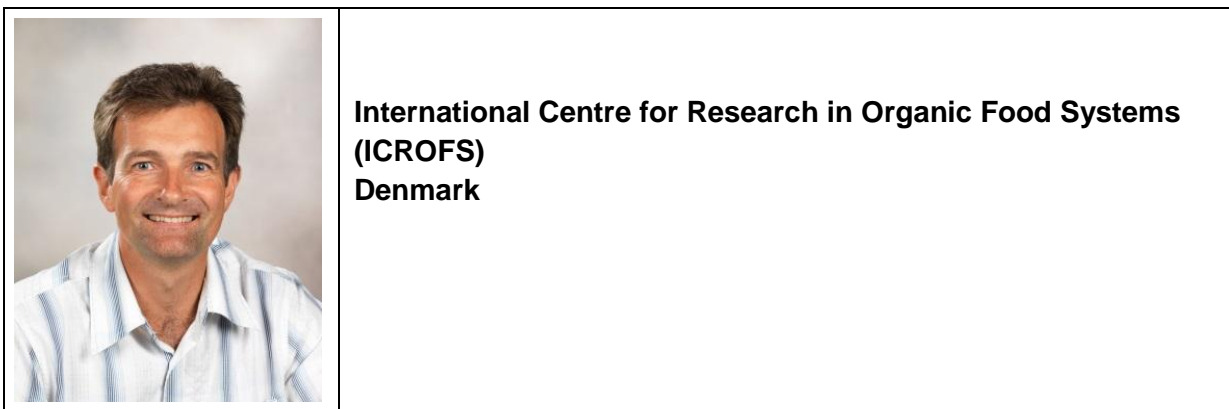 International Centre for Research in Organic Food Systems
(ICROFS)
Denmark